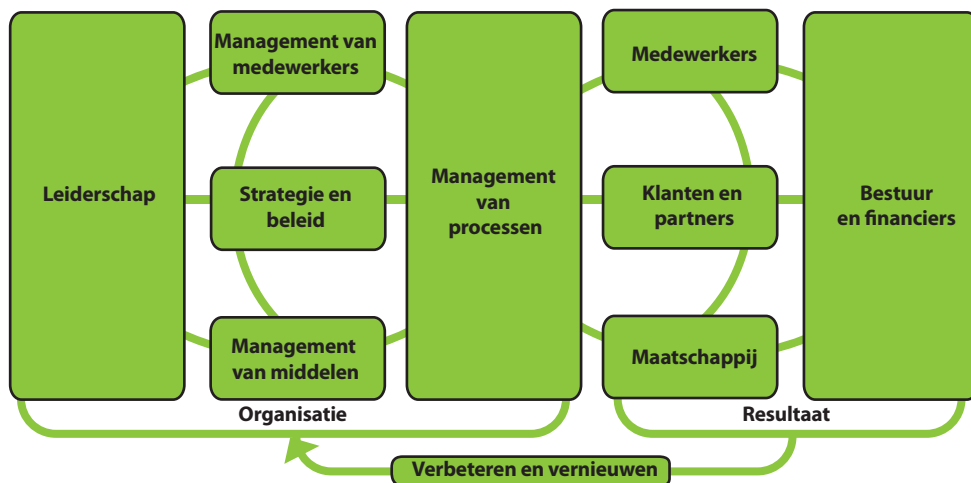 Leiderschap
Management van
medewerkers
Strategie en
beleid
Management
van middelen
Management
van
processen
Medewerkers
Klanten en
partners
Maatschappij
Bestuur
en financiers
Organisatie
Resultaat
Verbeteren en vernieuwen